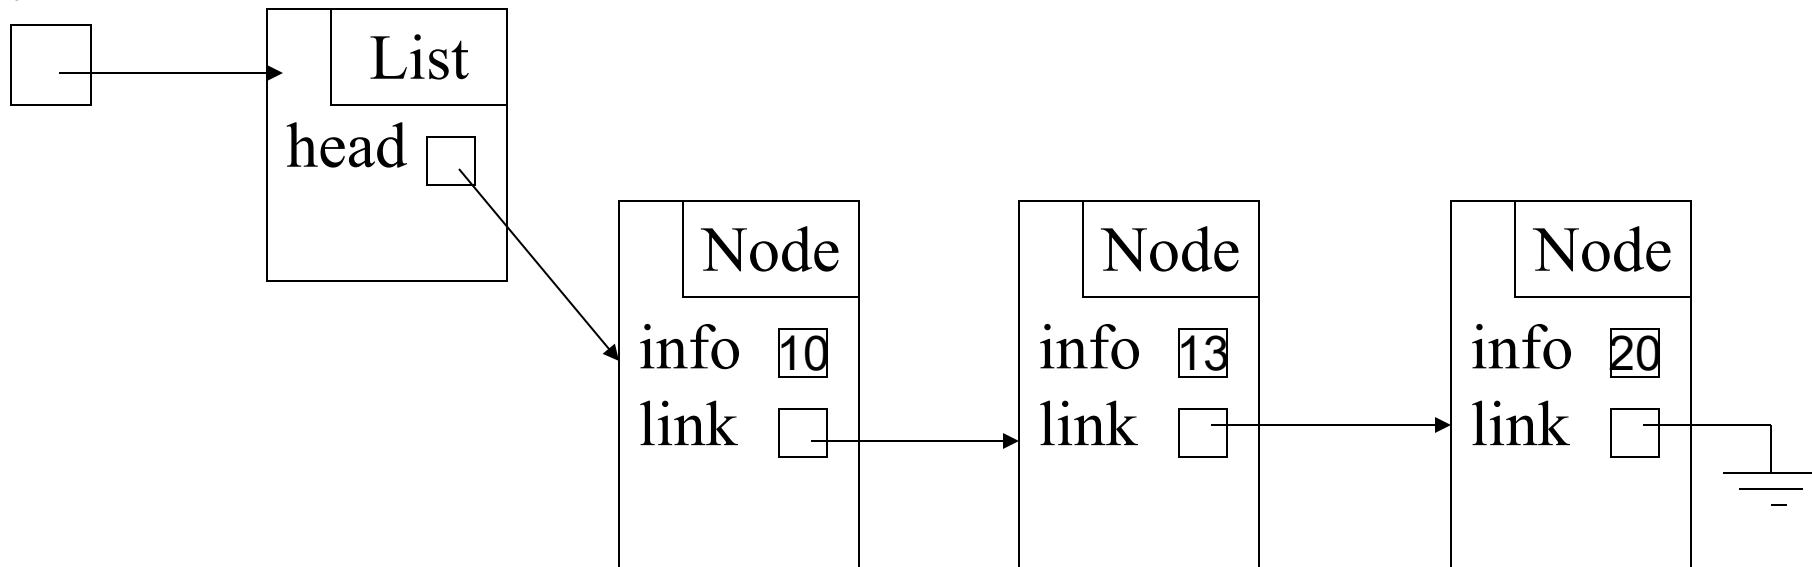 List
head
Node Node Node
info 10 info 13 info 20
link link link